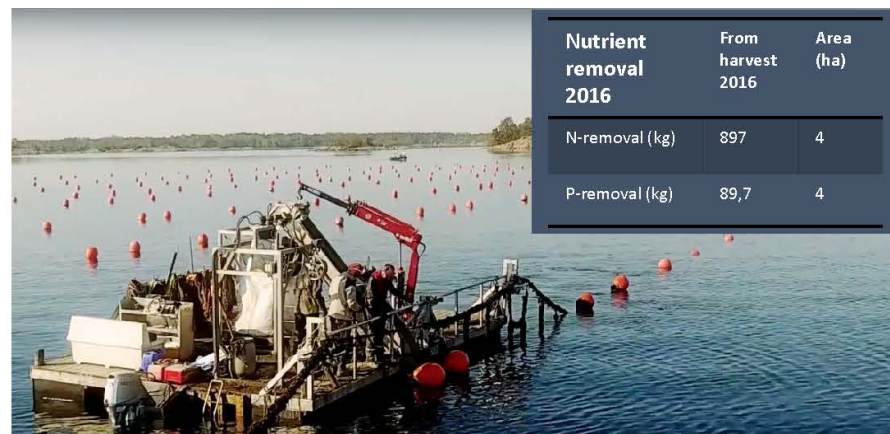 Nutrient removal 2016 From harvest 2016 Area (ha)
N-removal (kg) 897 4
P-removal (kg) 89,7 4